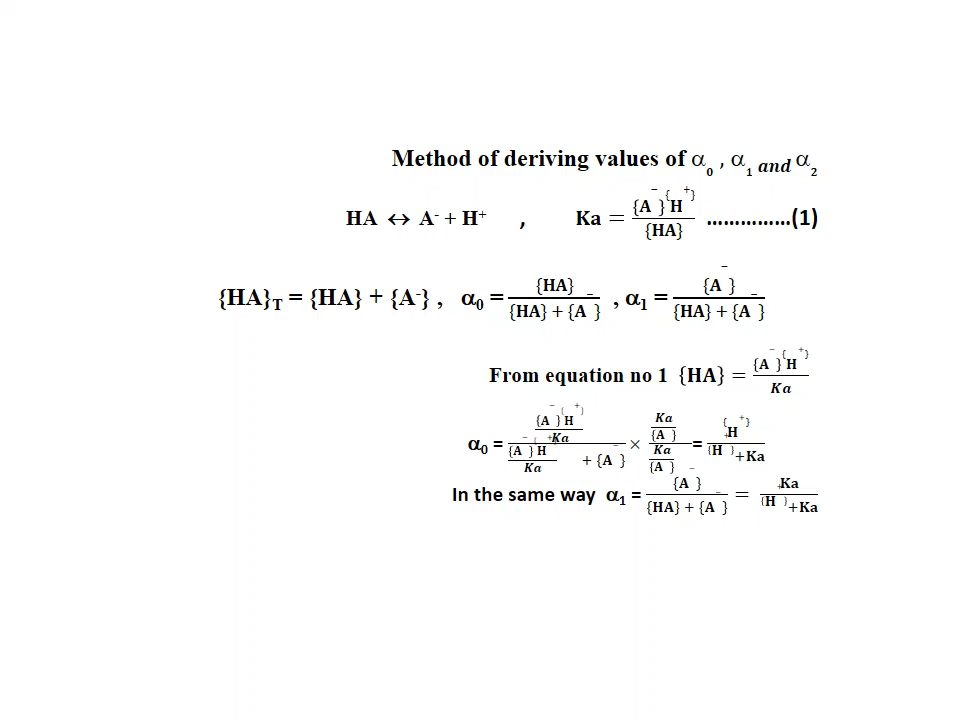 Method of deriving values of α₀ , α₁ and α₂
HA ↔ A⁻ + H⁺ , Ka = {A⁻}{H⁺} / {HA} ……………(1)
{HA}T = {HA} + {A⁻} , α₀ = {HA} / ({HA} + {A⁻}) , α₁ = {A⁻} / ({HA} + {A⁻})
From equation no 1 {HA} = {A⁻}{H⁺} / Ka
α₀ = ({A⁻}{H⁺} / Ka) / ({A⁻}{H⁺} / Ka + {A⁻}) × (Ka / {A⁻}) / (Ka / {A⁻}) = {H⁺} / ({H⁺}+Ka)
In the same way α₁ = {A⁻} / ({HA} + {A⁻}) = Ka / ({H⁺}+Ka)